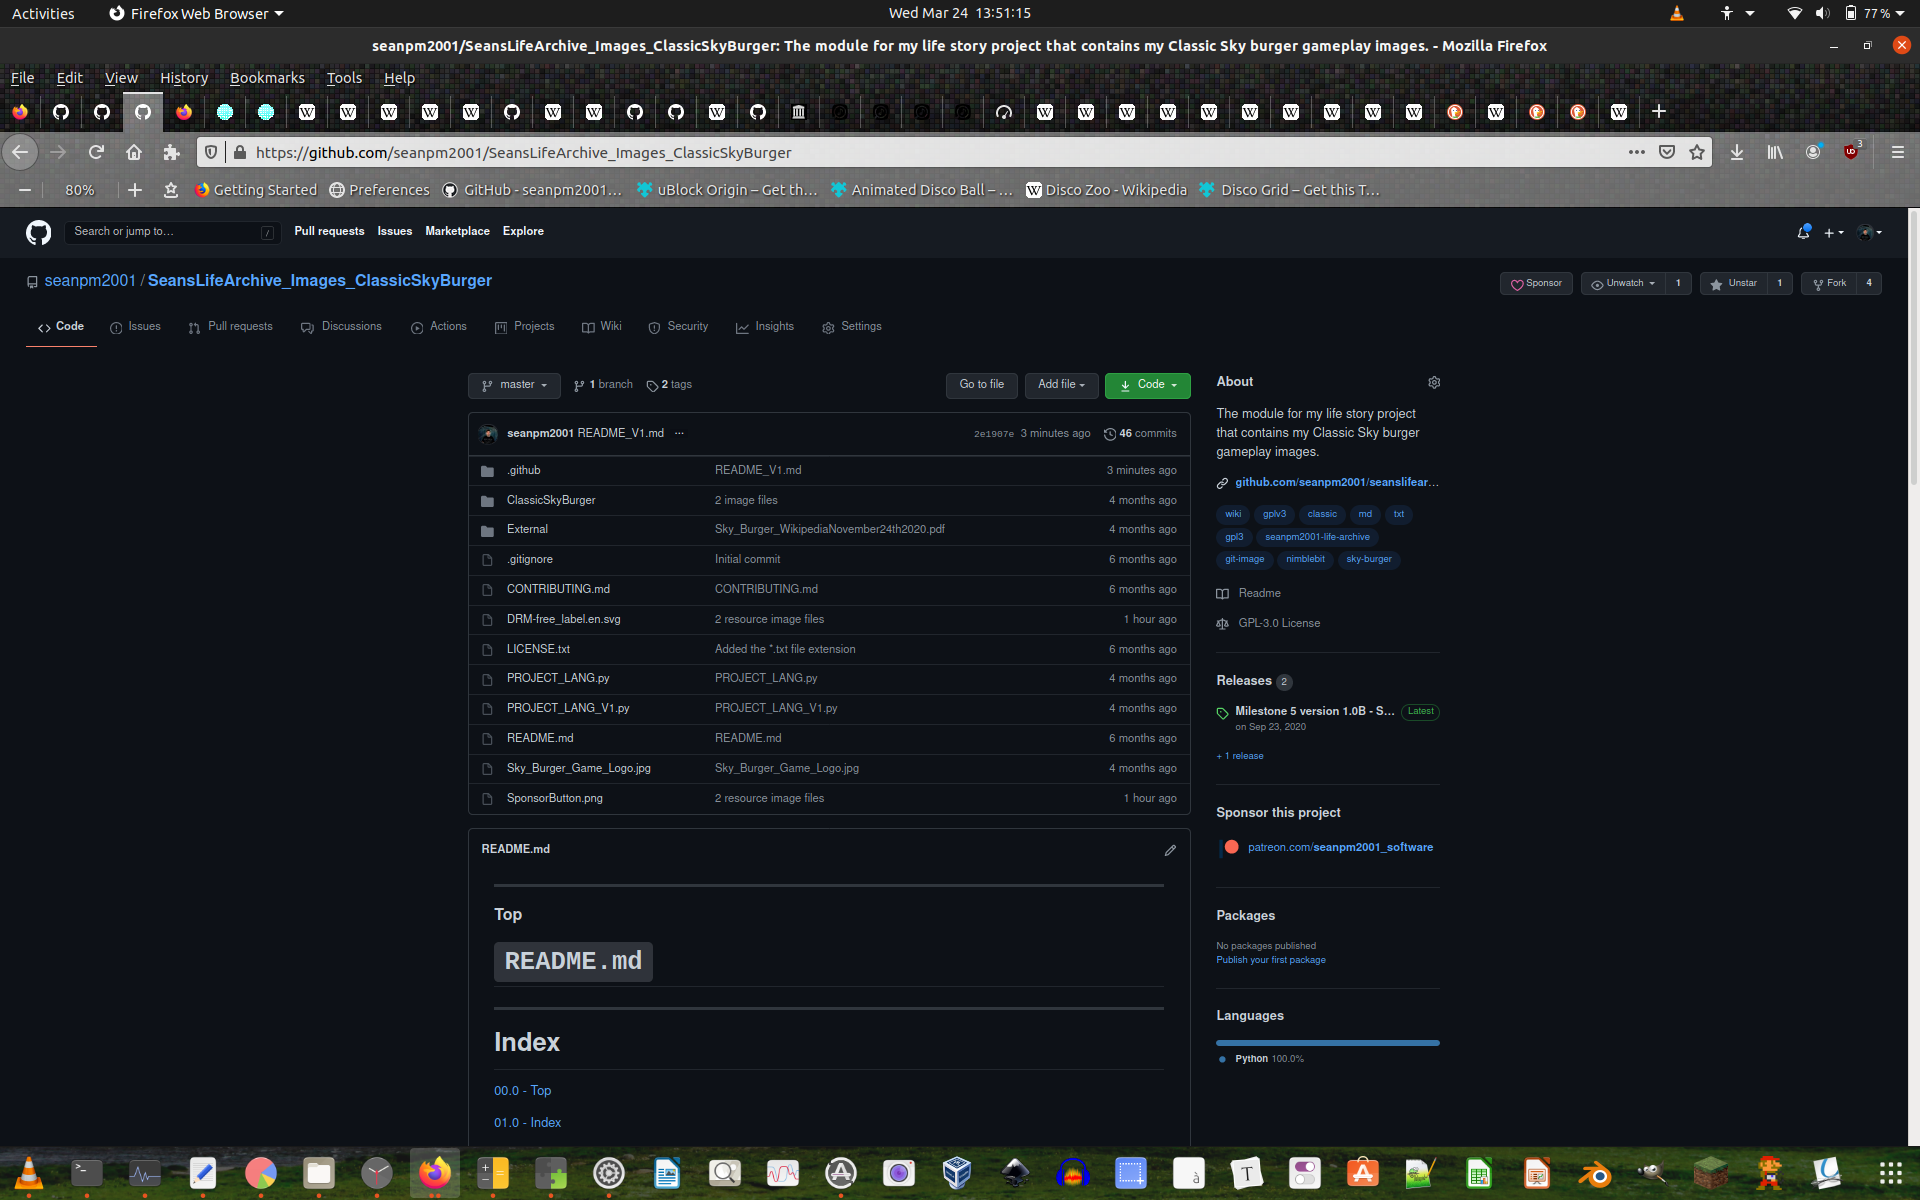 Activities Firefox Web Browser Wed Mar 24 13:51:15 77 %
seanpm2001/SeansLifeArchive_Images_ClassicSkyBurger: The module for my life story project that contains my Classic Sky burger gameplay images. - Mozilla Firefox
File Edit View History Bookmarks Tools Help
https://github.com/seanpm2001/SeansLifeArchive_Images_ClassicSkyBurger 3
80% Getting Started Preferences GitHub - seanpm2001… uBlock Origin – Get th… Animated Disco Ball – … Disco Zoo - Wikipedia Disco Grid – Get this T…
Search or jump to… / Pull requests Issues Marketplace Explore
seanpm2001 / SeansLifeArchive_Images_ClassicSkyBurger Sponsor Unwatch 1 Unstar 1 Fork 4
Code Issues Pull requests Discussions Actions Projects Wiki Security Insights Settings
master 1 branch 2 tags Go to file Add file Code
seanpm2001 README_V1.md ... 2e1907e 3 minutes ago 46 commits
.github README_V1.md 3 minutes ago
ClassicSkyBurger 2 image files 4 months ago
External Sky_Burger_WikipediaNovember24th2020.pdf 4 months ago
.gitignore Initial commit 6 months ago
CONTRIBUTING.md CONTRIBUTING.md 6 months ago
DRM-free_label.en.svg 2 resource image files 1 hour ago
LICENSE.txt Added the *.txt file extension 6 months ago
PROJECT_LANG.py PROJECT_LANG.py 4 months ago
PROJECT_LANG_V1.py PROJECT_LANG_V1.py 4 months ago
README.md README.md 6 months ago
Sky_Burger_Game_Logo.jpg Sky_Burger_Game_Logo.jpg 4 months ago
SponsorButton.png 2 resource image files 1 hour ago
README.md
Top
README.md
Index
00.0 - Top
01.0 - Index
About
The module for my life story project
that contains my Classic Sky burger
gameplay images.
github.com/seanpm2001/seanslifear…
wiki gplv3 classic md txt
gpl3 seanpm2001-life-archive
git-image nimblebit sky-burger
Readme
GPL-3.0 License
Releases 2
Milestone 5 version 1.0B - S… Latest
on Sep 23, 2020
+ 1 release
Sponsor this project
patreon.com/seanpm2001_software
Packages
No packages published
Publish your first package
Languages
Python 100.0%